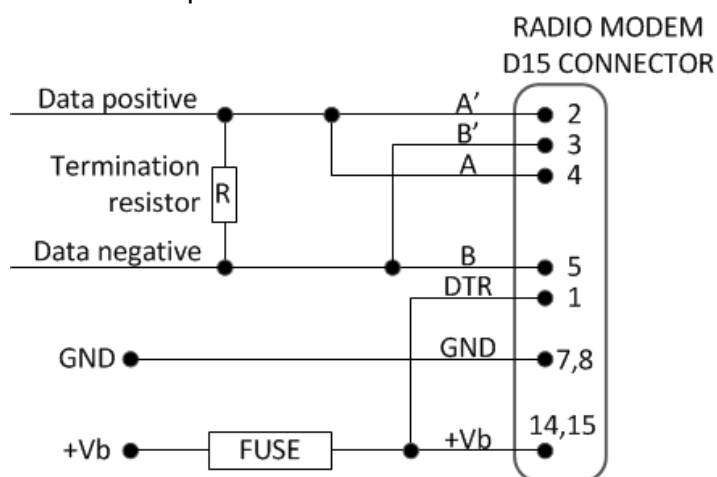 RADIO MODEM
D15 CONNECTOR
Data positive
A'
2
B'
3
Termination
resistor
R
A
4
Data negative
B
5
DTR
1
GND
GND
7,8
14,15
+Vb
FUSE
+Vb